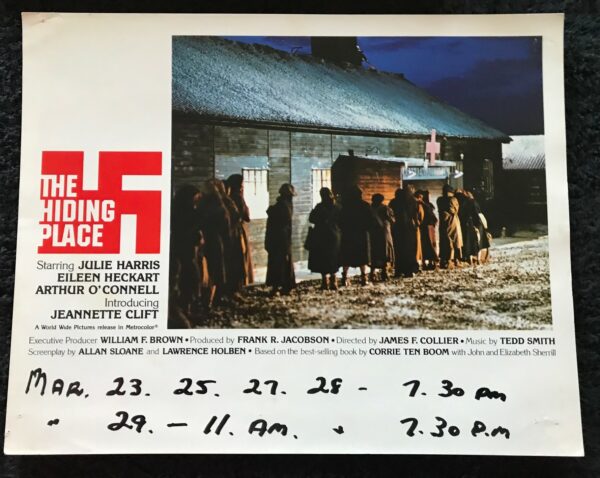 THE
HIDING
PLACE
Starring JULIE HARRIS
EILEEN HECKART
ARTHUR O'CONNELL
Introducing
JEANNETTE CLIFT
A World Wide Pictures release in Metrocolor®
Executive Producer WILLIAM F. BROWN • Produced by FRANK R. JACOBSON • Directed by JAMES F. COLLIER • Music by TEDD SMITH
Screenplay by ALLAN SLOANE and LAWRENCE HOLBEN • Based on the best-selling book by CORRIE TEN BOOM with John and Elizabeth Sherrill
MAR. 23. 25. 27. 28 - 7.30 pm
" 29. - 11. AM. " 7.30 P.m